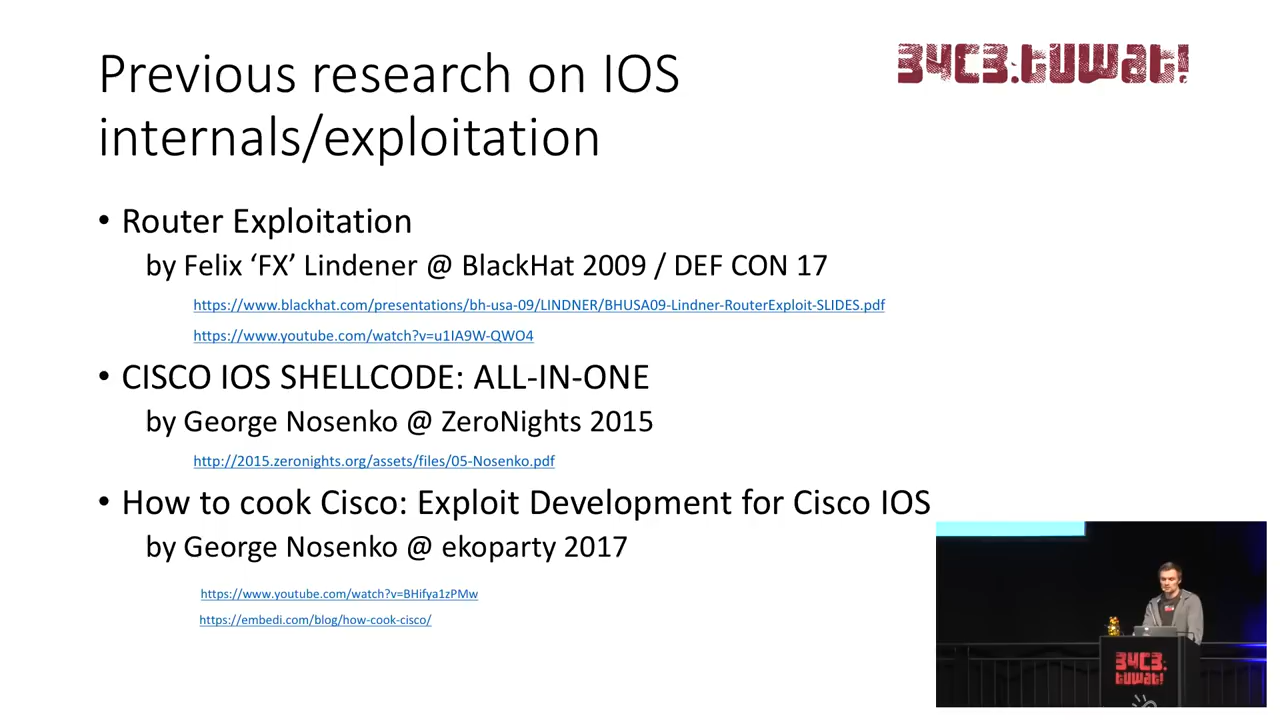 Previous research on IOS
internals/exploitation
34C3.tuwat!
• Router Exploitation
by Felix ‘FX’ Lindener @ BlackHat 2009 / DEF CON 17
https://www.blackhat.com/presentations/bh-usa-09/LINDNER/BHUSA09-Lindner-RouterExploit-SLIDES.pdf
https://www.youtube.com/watch?v=u1IA9W-QWO4
• CISCO IOS SHELLCODE: ALL-IN-ONE
by George Nosenko @ ZeroNights 2015
http://2015.zeronights.org/assets/files/05-Nosenko.pdf
• How to cook Cisco: Exploit Development for Cisco IOS
by George Nosenko @ ekoparty 2017
https://www.youtube.com/watch?v=BHifya1zPMw
https://embedi.com/blog/how-cook-cisco/
34C3.
tuwat!